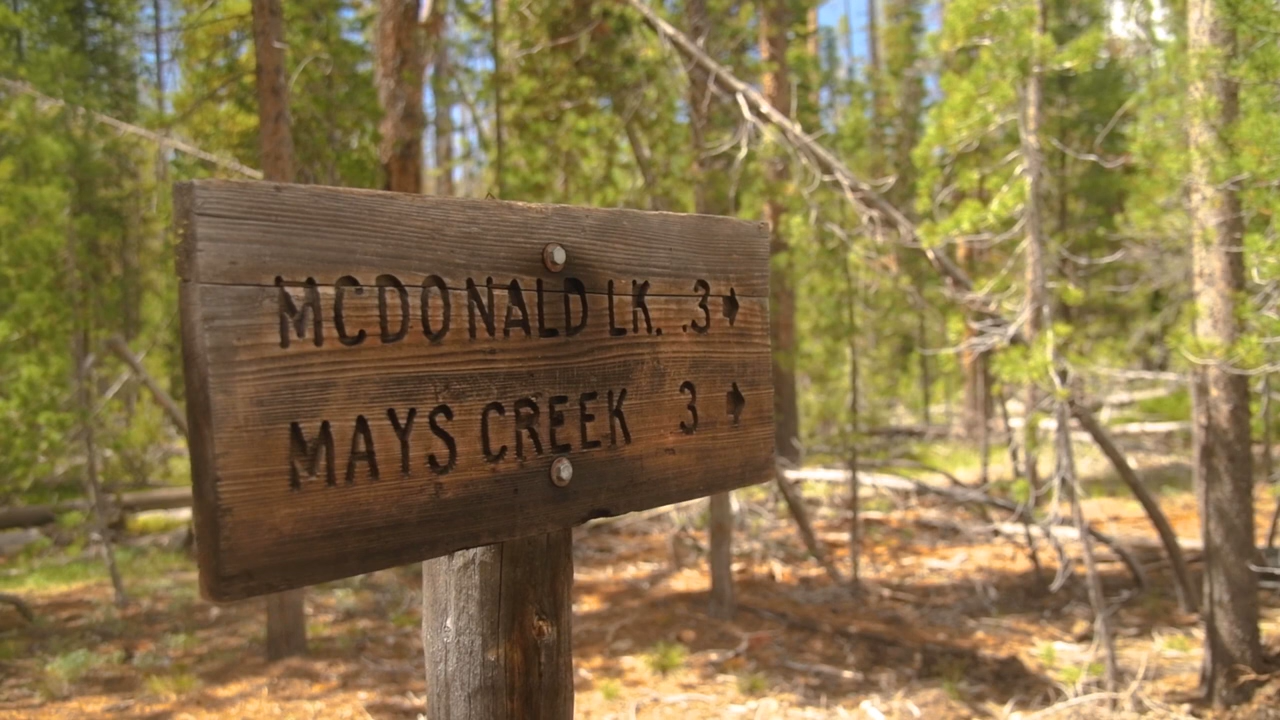 MCDONALD LK. .3 →
MAYS CREEK 3 →